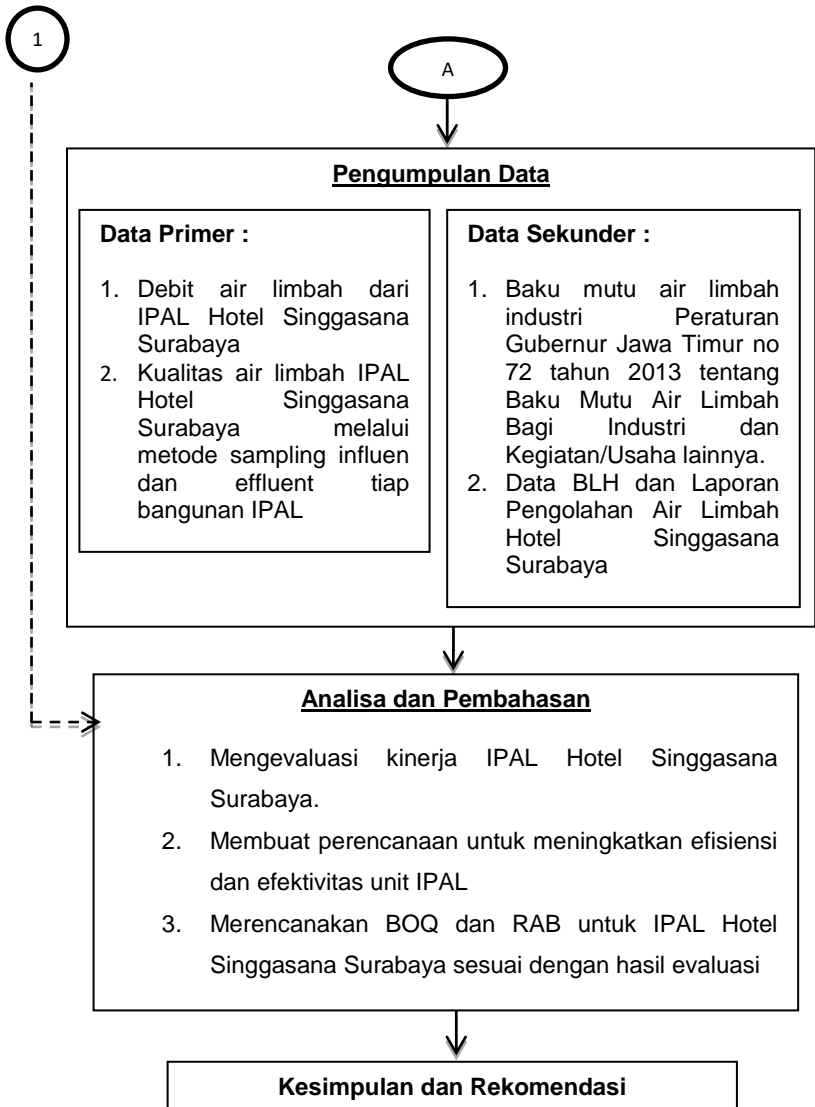 1
A
Pengumpulan Data
Data Primer :
1. Debit air limbah dari
IPAL Hotel Singgasana
Surabaya
2. Kualitas air limbah IPAL
Hotel Singgasana
Surabaya melalui
metode sampling influen
dan effluent tiap
bangunan IPAL
Data Sekunder :
1. Baku mutu air limbah
industri Peraturan
Gubernur Jawa Timur no
72 tahun 2013 tentang
Baku Mutu Air Limbah
Bagi Industri dan
Kegiatan/Usaha lainnya.
2. Data BLH dan Laporan
Pengolahan Air Limbah
Hotel Singgasana
Surabaya
Analisa dan Pembahasan
1. Mengevaluasi kinerja IPAL Hotel Singgasana
Surabaya.
2. Membuat perencanaan untuk meningkatkan efisiensi
dan efektivitas unit IPAL
3. Merencanakan BOQ dan RAB untuk IPAL Hotel
Singgasana Surabaya sesuai dengan hasil evaluasi
Kesimpulan dan Rekomendasi